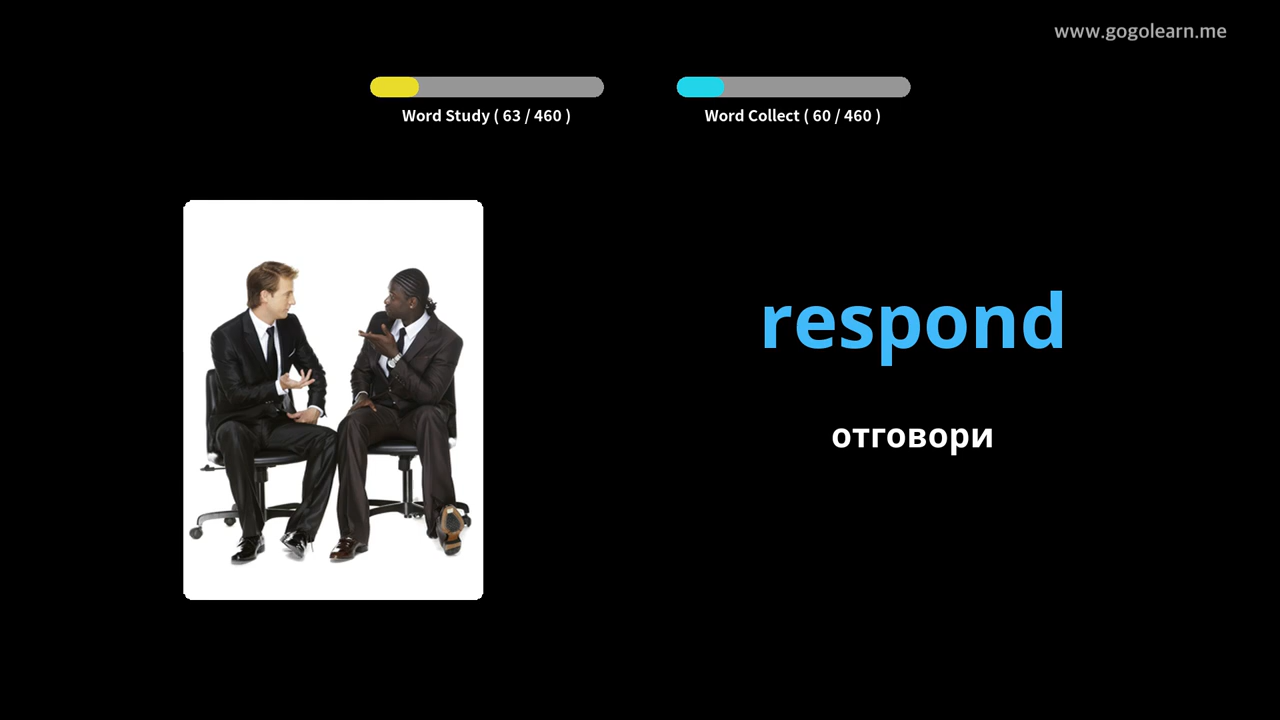 www.gogolearn.me
Word Study ( 63 / 460 )
Word Collect ( 60 / 460 )
respond
отговори